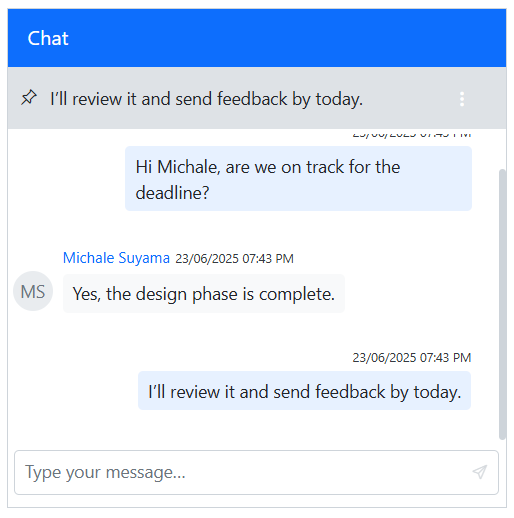 Chat
I'll review it and send feedback by today.
23/06/2025 07:43 PM
Hi Michale, are we on track for the
deadline?
Michale Suyama 23/06/2025 07:43 PM
MS
Yes, the design phase is complete.
23/06/2025 07:43 PM
I'll review it and send feedback by today.
Type your message...